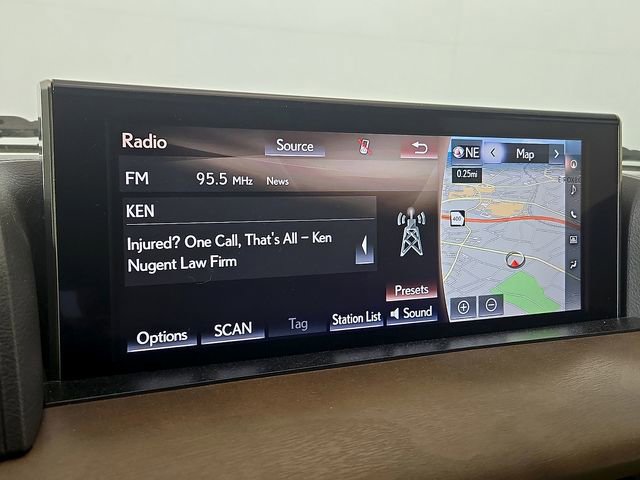 Radio
Source
FM 95.5 MHz News
KEN
Injured? One Call, That's All – Ken
Nugent Law Firm
Presets
Options
SCAN
Tag
Station List
Sound
NE
Map
0.25mi
400